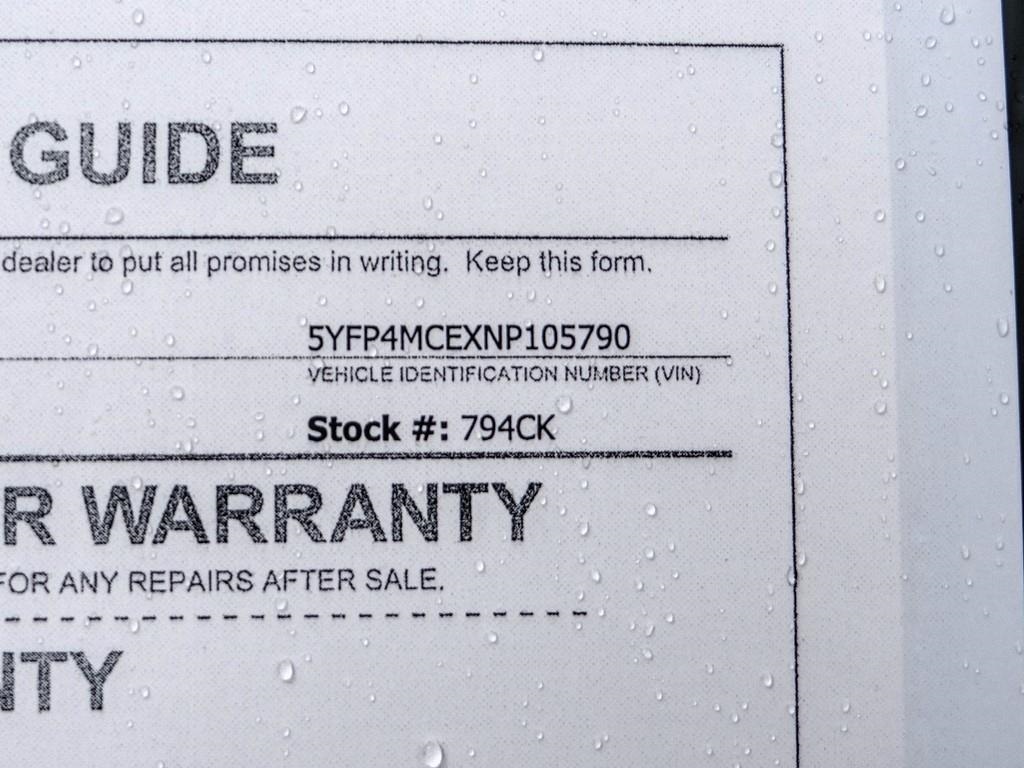 GUIDE
dealer to put all promises in writing. Keep this form.
5YFP4MCEXNP105790
VEHICLE IDENTIFICATION NUMBER (VIN)
Stock #: 794CK
R WARRANTY
FOR ANY REPAIRS AFTER SALE.
NTY